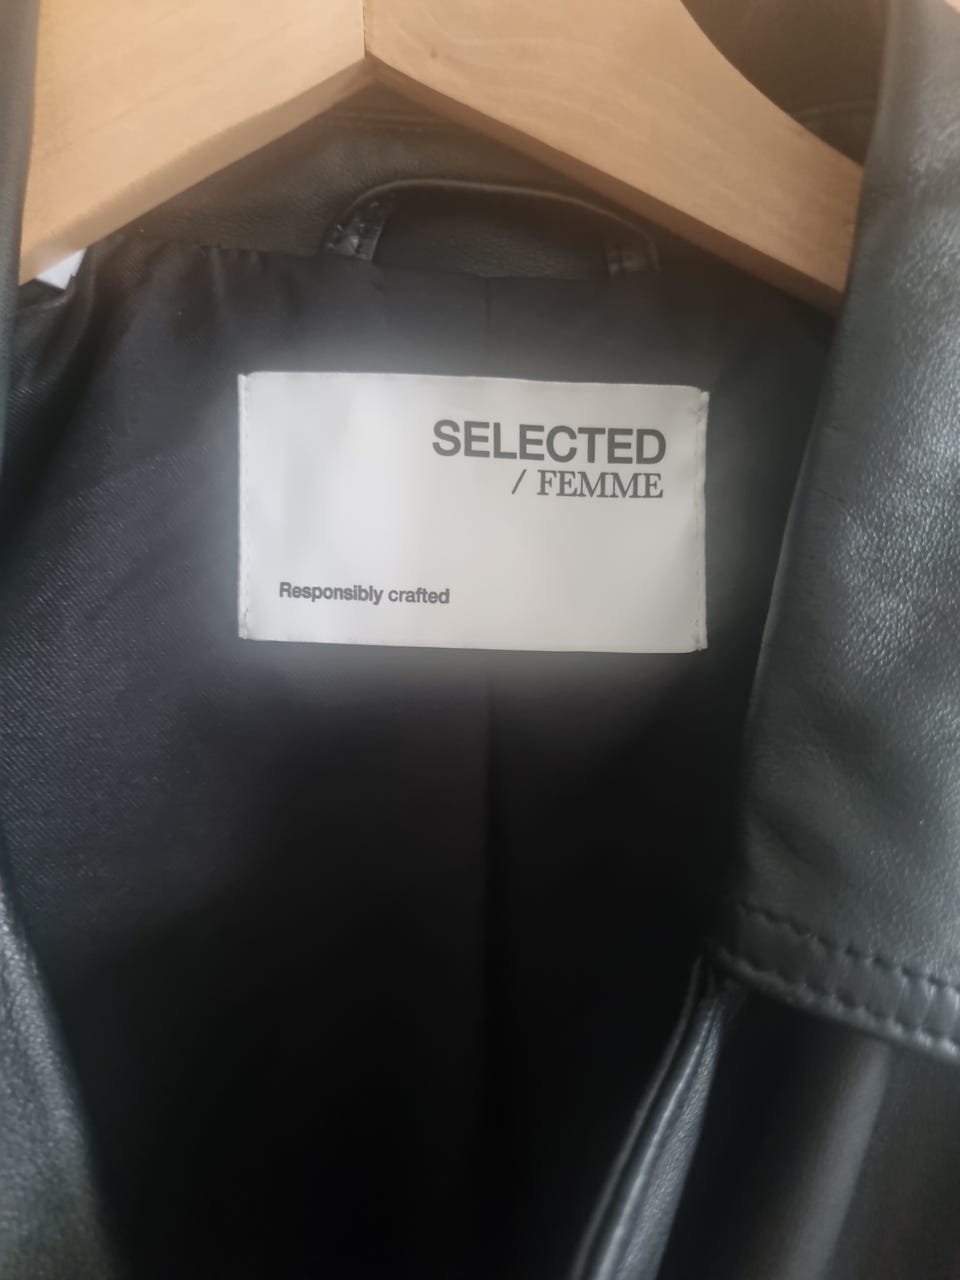 SELECTED
/ FEMME
Responsibly crafted